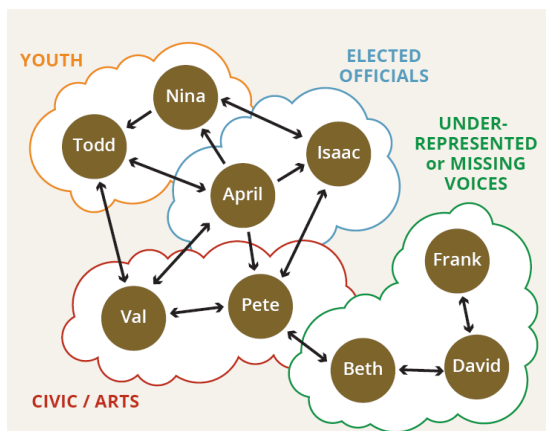 YOUTH
ELECTED
OFFICIALS
Nina
Todd
Isaac
April
UNDER-
REPRESENTED
or MISSING
VOICES
Frank
Val
Pete
Beth
David
CIVIC / ARTS